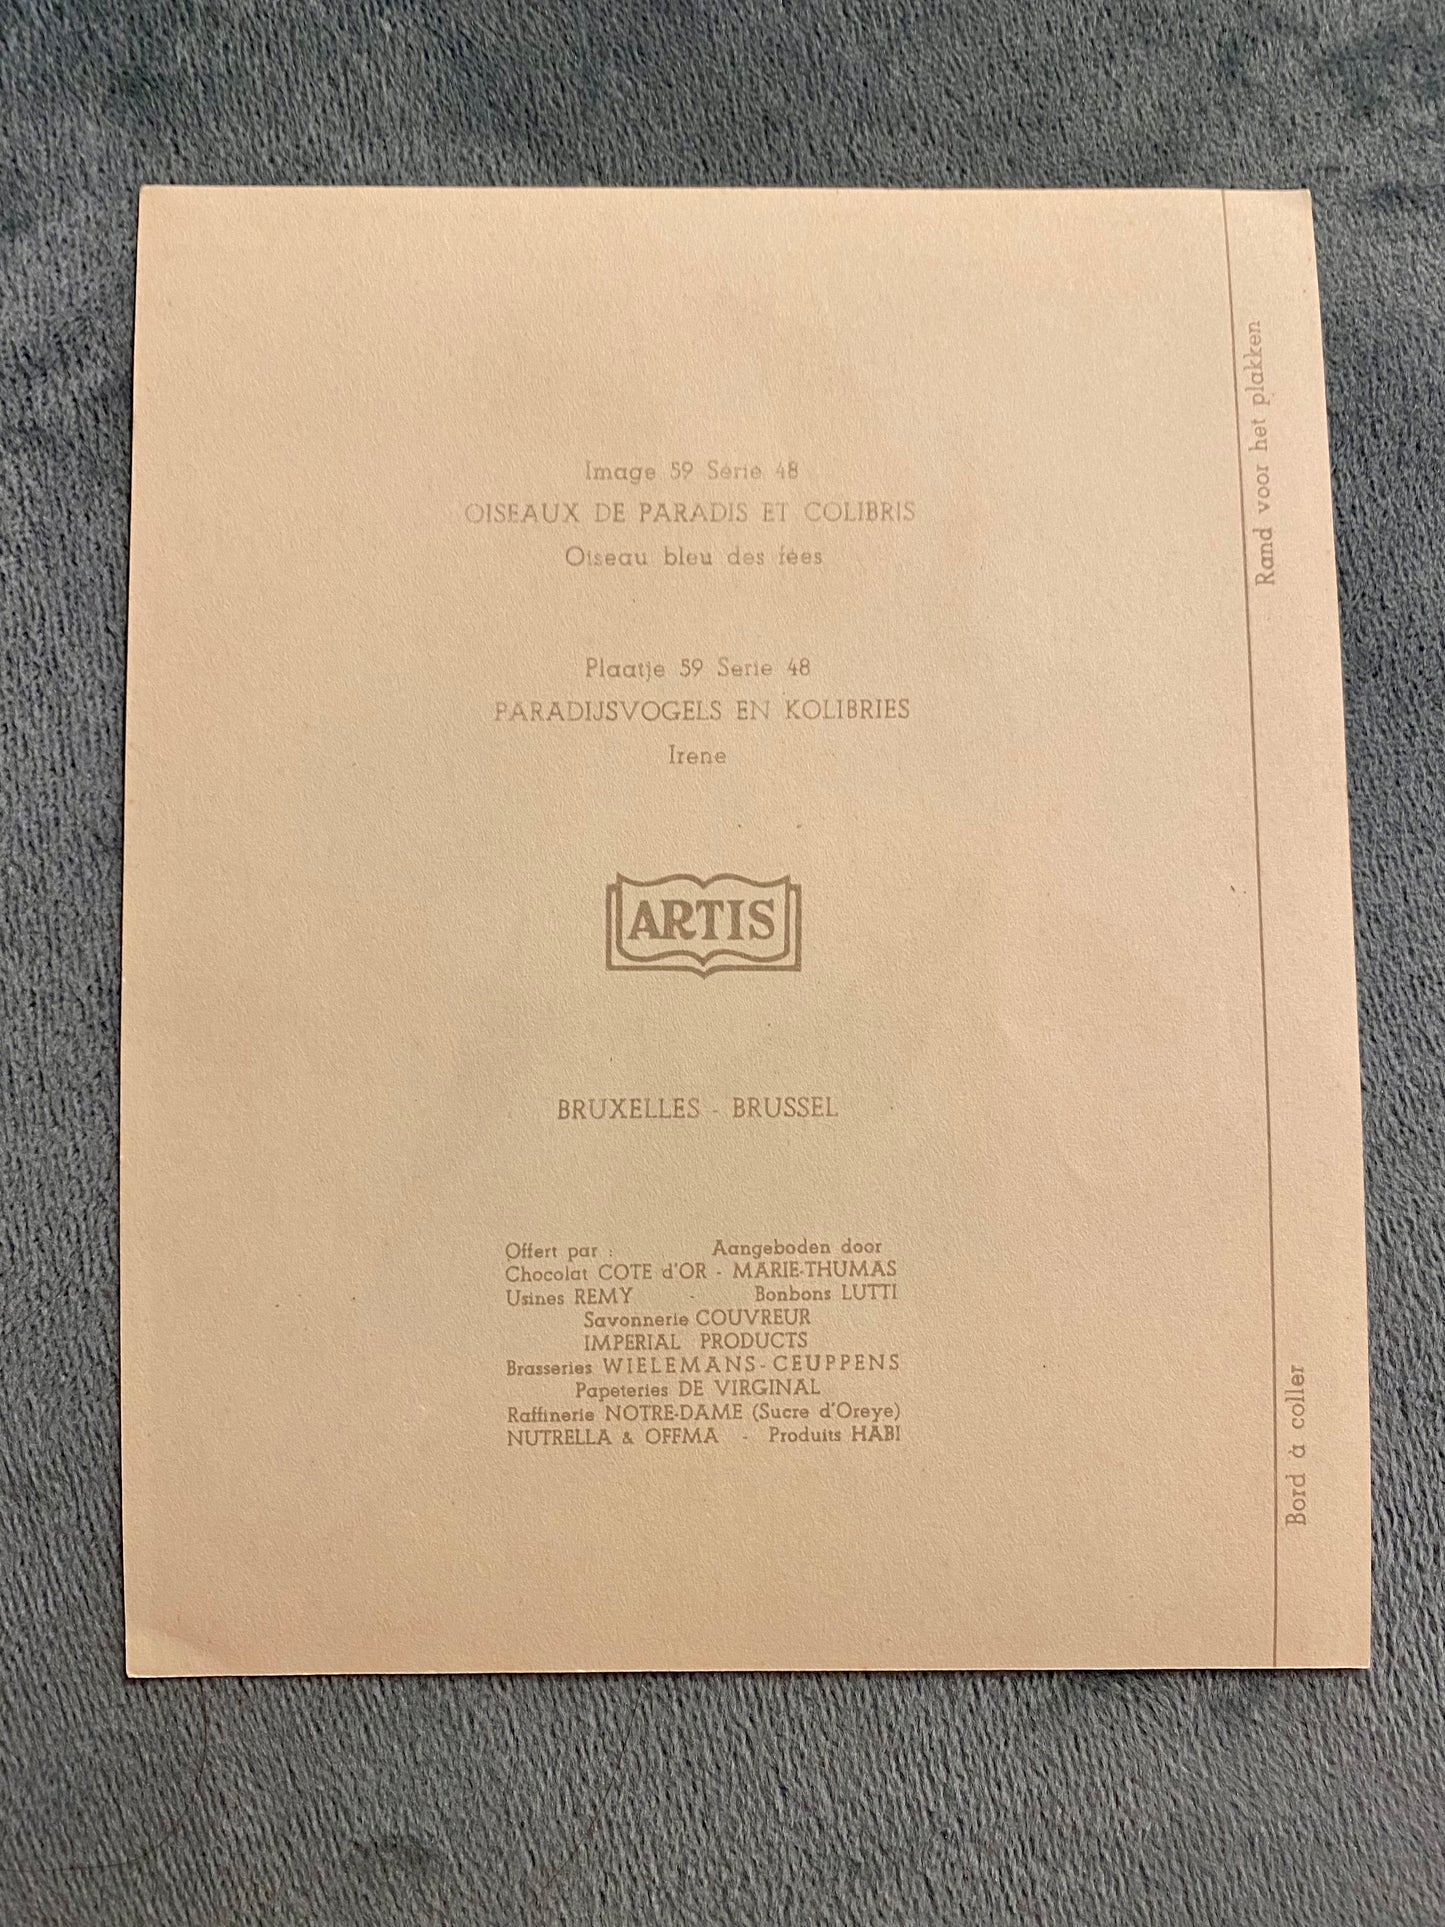 Image 59 Série 48
OISEAUX DE PARADIS ET COLIBRIS
Oiseau bleu des fées
Plaatje 59 Serie 48
PARADIJSVOGELS EN KOLIBRIES
Irene
ARTIS
BRUXELLES - BRUSSEL
Offert par : Aangeboden door
Chocolat COTE d'OR - MARIE-THUMAS
Usines REMY - Bonbons LUTTI
Savonnerie COUVREUR
IMPERIAL PRODUCTS
Brasseries WIELEMANS-CEUPPENS
Papeteries DE VIRGINAL
Raffinerie NOTRE-DAME (Sucre d'Oreye)
NUTRELLA & OFFMA - Produits HABI
Rand voor het plakken
Bord à coller